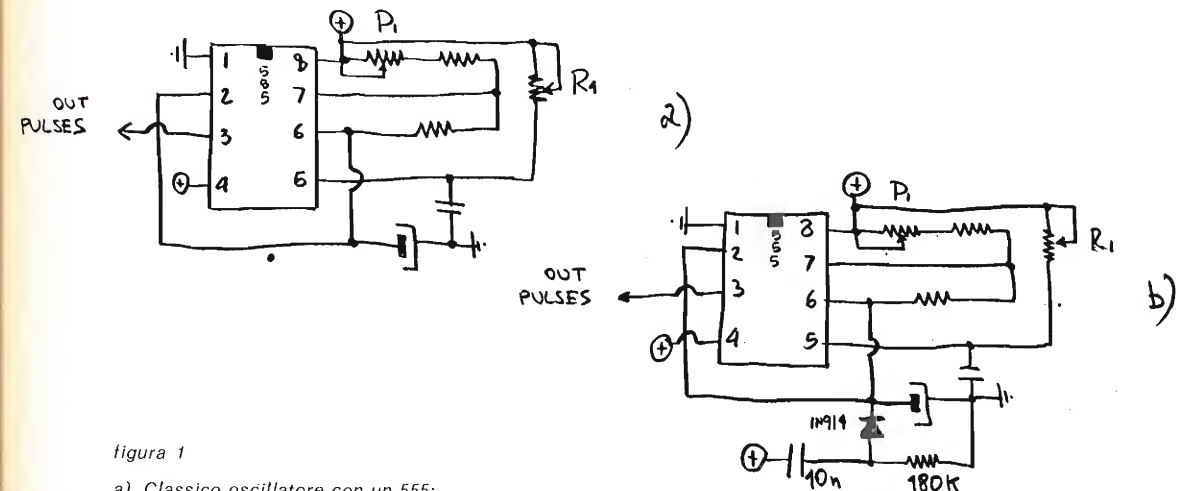 ⊕ P₁
1 8
2 7
3 6
4 5
5 8 5
R₁
OUT
PULSES
⊕
a)
⊕ P₁
1 8
2 7
3 6
4 5
5 5 5
R₁
OUT
PULSES
⊕
b)
1N914
⊕ 10n 180K
figura 1
a) Classico oscillatore con un 555;